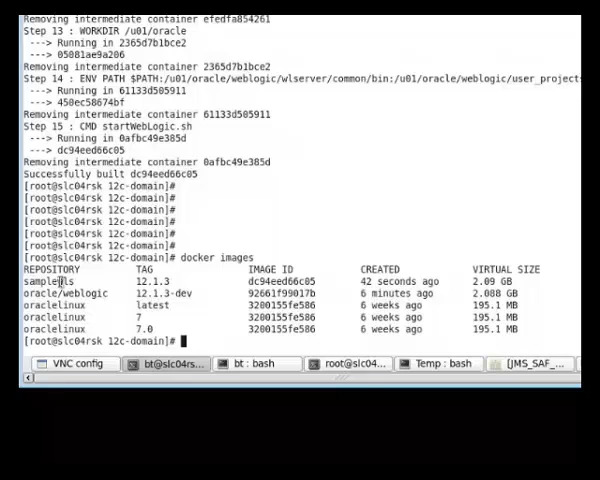 Removing intermediate container efedfa854261
Step 13 : WORKDIR /u01/oracle
---> Running in 2365d7b1bce2
---> 05081ae9a206
Removing intermediate container 2365d7b1bce2
Step 14 : ENV PATH $PATH:/u01/oracle/weblogic/wlserver/common/bin:/u01/oracle/weblogic/user_projects
---> Running in 61133d505911
---> 450ec58674bf
Removing intermediate container 61133d505911
Step 15 : CMD startWebLogic.sh
---> Running in 0afbc49e385d
---> dc94eed66c05
Removing intermediate container 0afbc49e385d
Successfully built dc94eed66c05
[root@slc04rsk 12c-domain]#
[root@slc04rsk 12c-domain]#
[root@slc04rsk 12c-domain]#
[root@slc04rsk 12c-domain]#
[root@slc04rsk 12c-domain]#
[root@slc04rsk 12c-domain]#
[root@slc04rsk 12c-domain]# docker images
REPOSITORY TAG IMAGE ID CREATED VIRTUAL SIZE
12.1.3 dc94eed66c05 42 seconds ago 2.09 GB
oracle/weblogic 12.1.3-dev 92661f99017b 6 minutes ago 2.088 GB
oraclelinux latest 3200155fe586 6 weeks ago 195.1 MB
oraclelinux 7 3200155fe586 6 weeks ago 195.1 MB
oraclelinux 7.0 3200155fe586 6 weeks ago 195.1 MB
[root@slc04rsk 12c-domain]#
VNC config bt@slc04rs... bt : bash root@slc04... Temp : bash [JMS_SAF_...